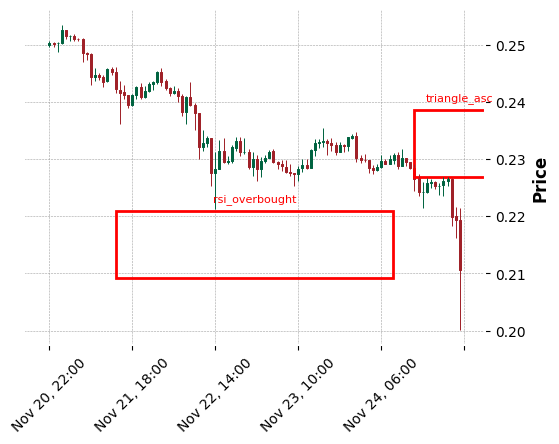 0.25
triangle_asc
0.24
0.23
rsi_overbought
0.22
0.21
0.20
Price
Nov 20, 22:00
Nov 21, 18:00
Nov 22, 14:00
Nov 23, 10:00
Nov 24, 06:00